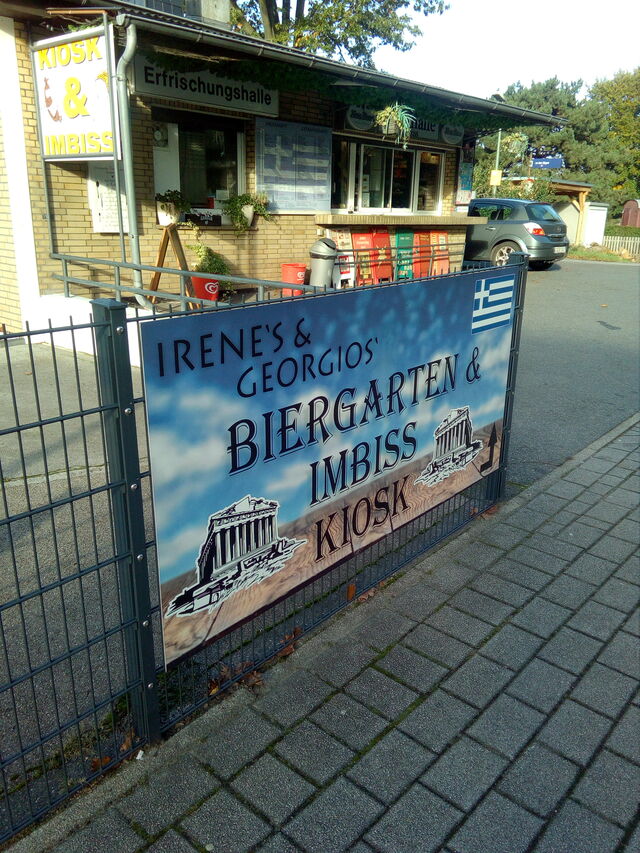 KIOSK
&
IMBISS
Erfrischungshalle
IRENE'S &
GEORGIOS'
BIERGARTEN &
IMBISS
KIOSK